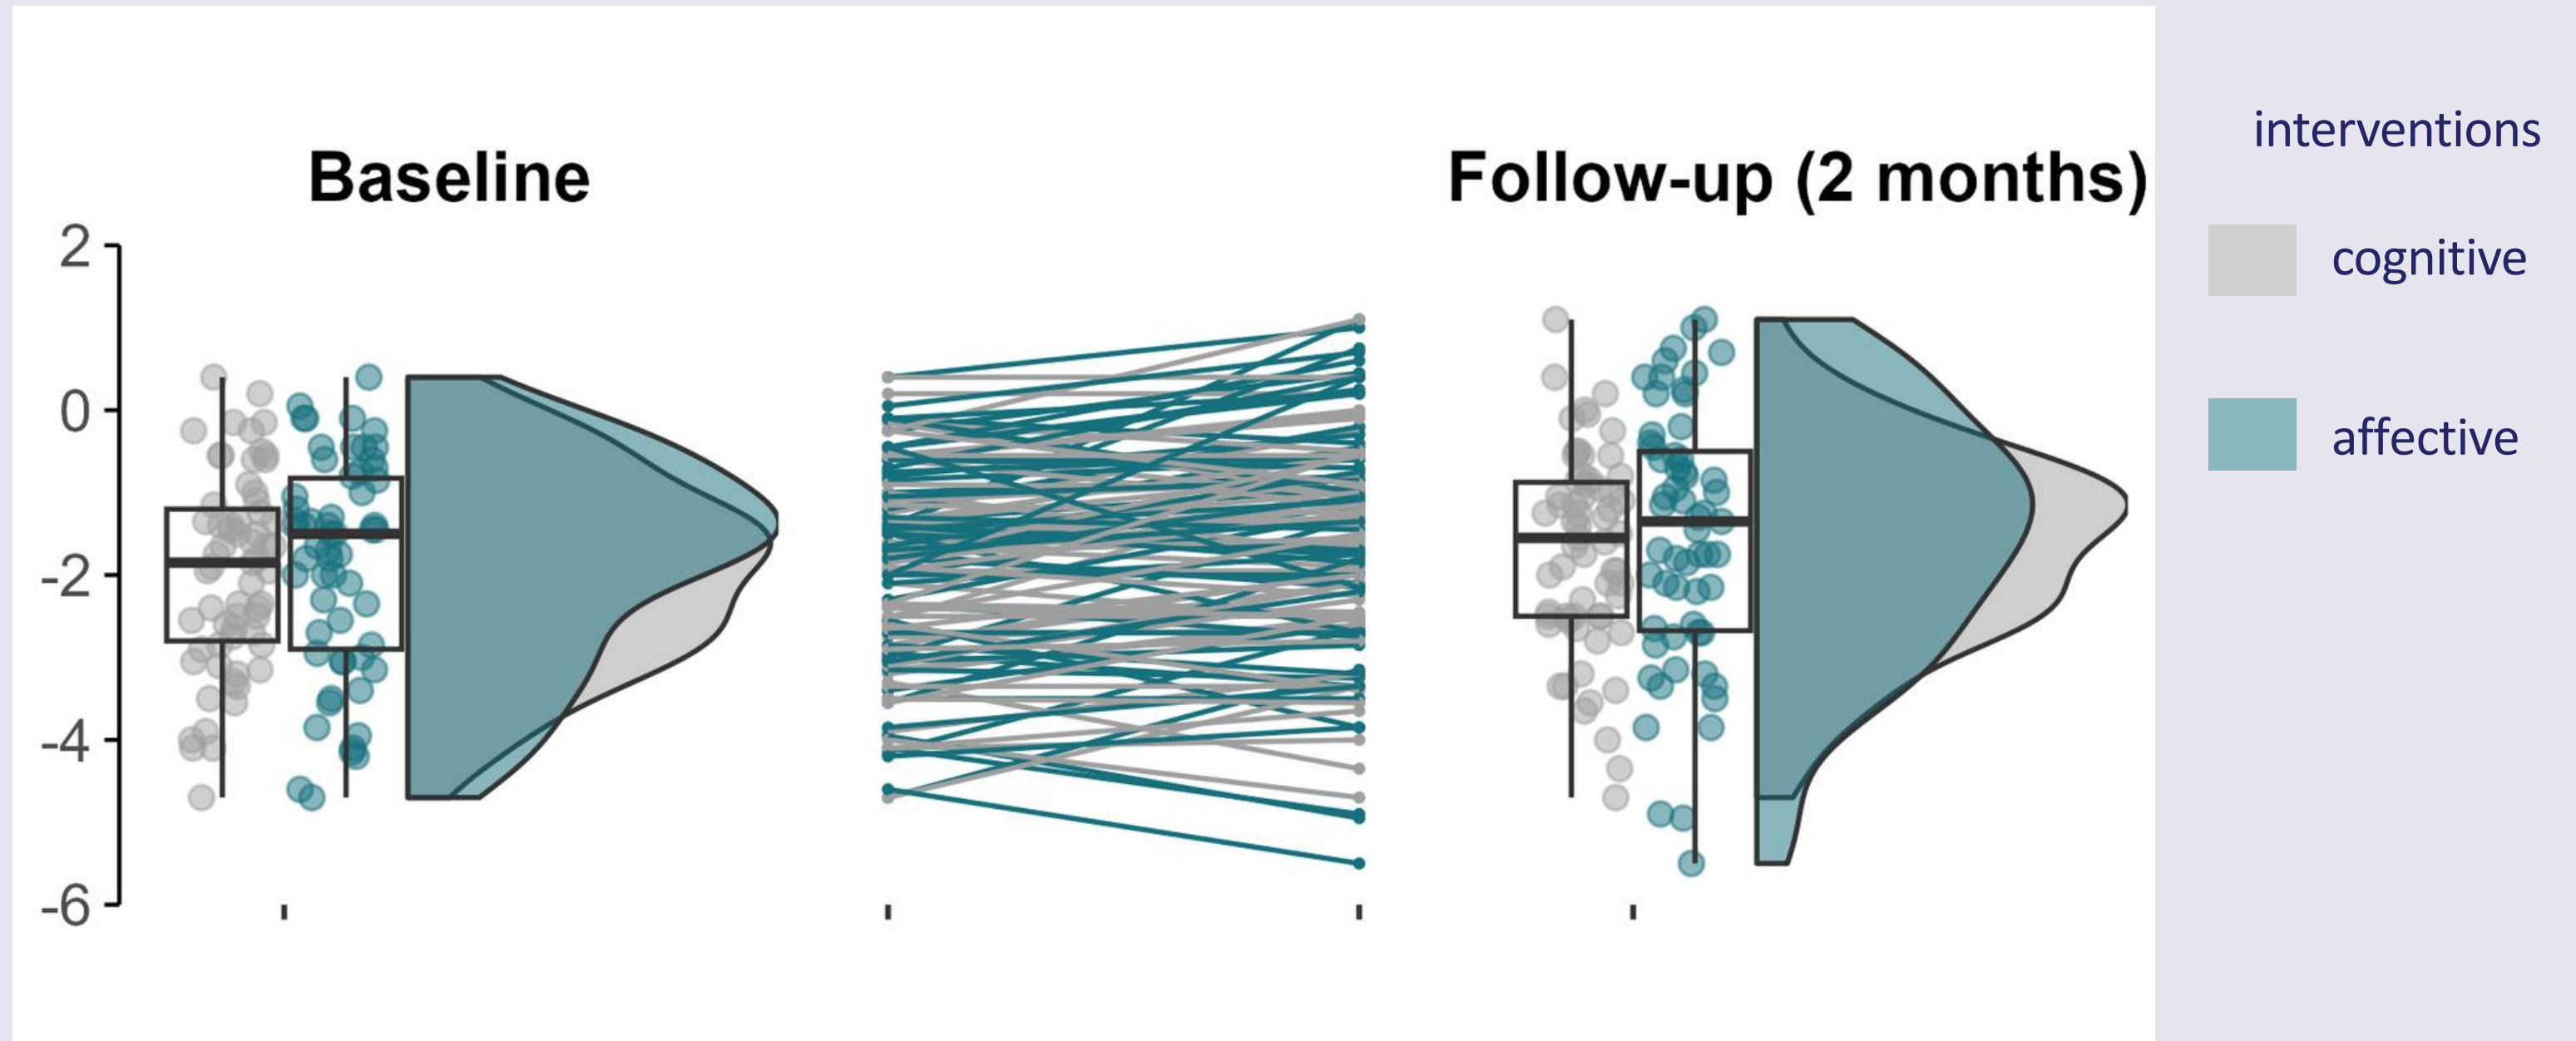 Baseline
Follow-up (2 months)
interventions
cognitive
affective
2
0
-2
-4
-6